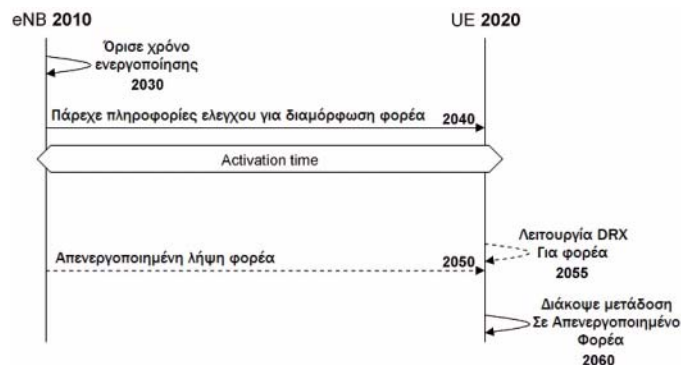 eNB 2010
UE 2020
Όρισε χρόνο
ενεργοποίησης
2030
Πάρεχε πληροφορίες ελεγχου για διαμόρφωση φορέα 2040
Activation time
Απενεργοποιημένη λήψη φορέα 2050
Λειτουργία DRX
Για φορέα
2055
Διάκοψε μετάδοση
Σε Απενεργοποιημένο
Φορέα
2060